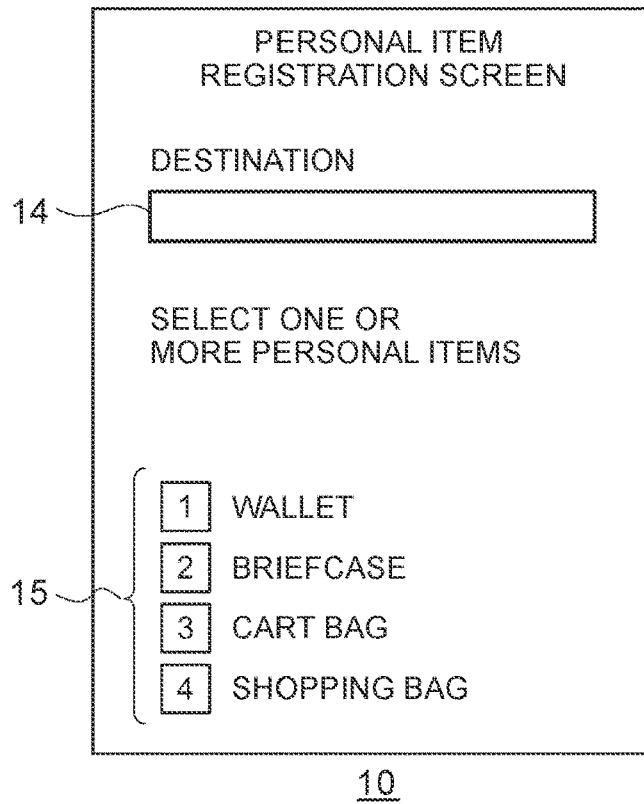 PERSONAL ITEM
REGISTRATION SCREEN
DESTINATION
14
SELECT ONE OR
MORE PERSONAL ITEMS
15
1 WALLET
2 BRIEFCASE
3 CART BAG
4 SHOPPING BAG
10